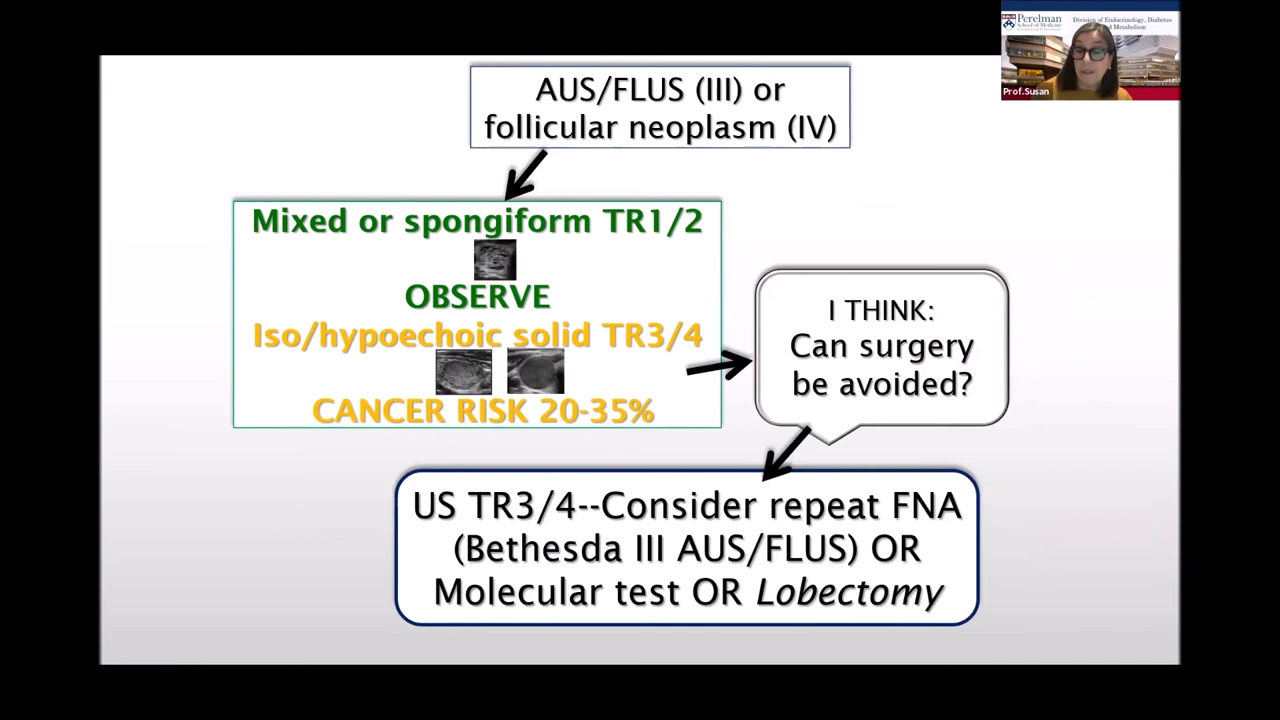 Perelman
School of Medicine
Division of Endocrinology, Diabetes
and Metabolism
Prof.Susan
AUS/FLUS (III) or
follicular neoplasm (IV)
Mixed or spongiform TR1/2
OBSERVE
Iso/hypoechoic solid TR3/4
CANCER RISK 20-35%
I THINK:
Can surgery
be avoided?
US TR3/4--Consider repeat FNA
(Bethesda III AUS/FLUS) OR
Molecular test OR Lobectomy